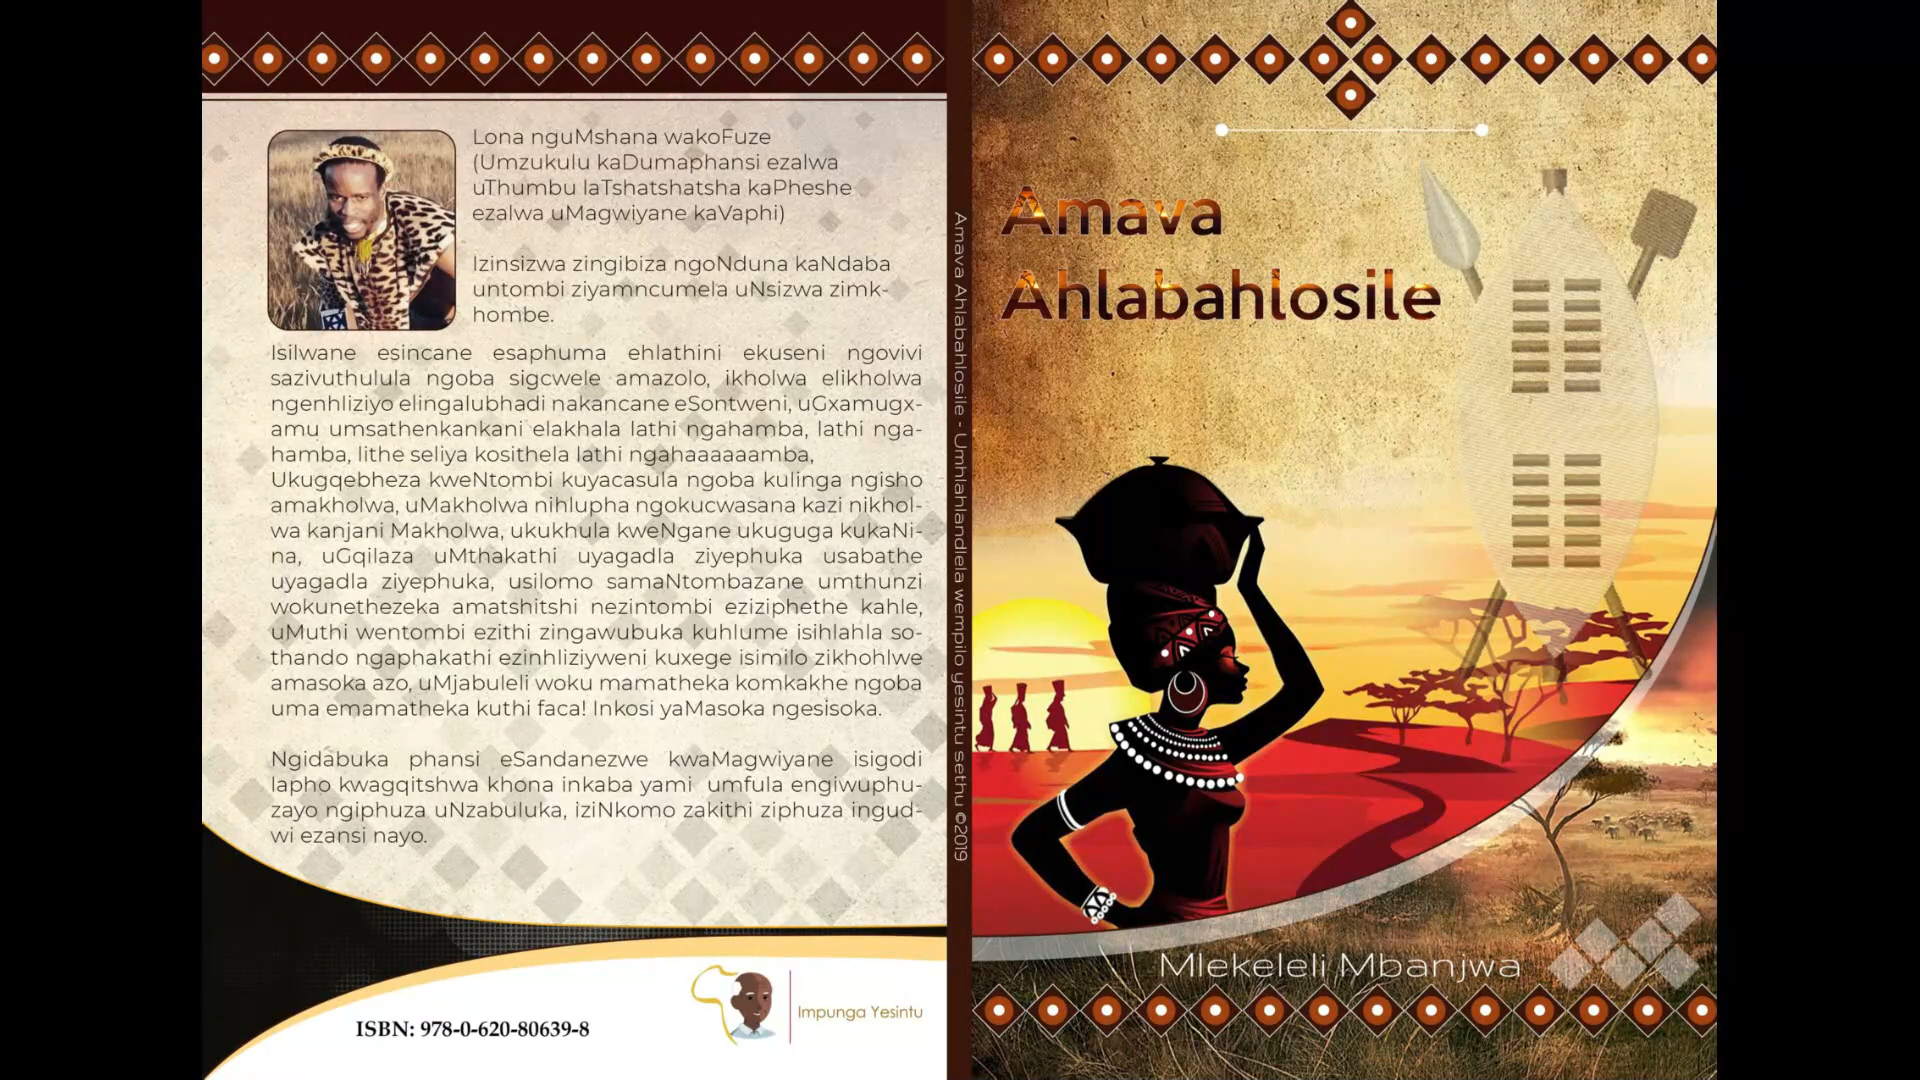 Lona nguMshana wakoFuze
(Umzukulu kaDumaphansi ezalwa
uThumbu laTshatshatsha kaPheshe
ezalwa uMagwiyane kaVaphi)
Izinsizwa zingibiza ngoNduna kaNdaba
untombi ziyamncumela uNsizwa zimk-
hombe.
Isilwane esincane esaphuma ehlathini ekuseni ngovivi
sazivuthulula ngoba sigcwele amazolo, ikholwa elikholwa
ngenhliziyo elingalubhadi nakancane eSontweni, uGxamugx-
amu umsathenkankani elakhala lathi ngahamba, lathi nga-
hamba, lithe seliya kosithela lathi ngahaaaaaamba,
Ukugqebheza kweNtombi kuyacasula ngoba kulinga ngisho
amakholwa, uMakholwa nihlupha ngokucwasana kazi nikhol-
wa kanjani Makholwa, ukukhula kweNgane ukuguga kukaNi-
na, uGqilaza uMthakathi uyagadla ziyephuka usabathe
uyagadla ziyephuka, usilomo samaNtombazane umthunzi
wokunethezeka amatshitshi nezintombi eziziphethe kahle,
uMuthi wentombi ezithi zingawubuka kuhlume isihlahla so-
thando ngaphakathi ezinhliziyweni kuxege isimilo zikhohlwe
amasoka azo, uMjabuleli woku mamatheka komkakhe ngoba
uma emamatheka kuthi faca! Inkosi yaMasoka ngesisoka.
Ngidabuka phansi eSandanezwe kwaMagwiyane isigodi
lapho kwagqitshwa khona inkaba yami umfula engiwuphu-
zayo ngiphuza uNzabuluka, iziNkomo zakithi ziphuza ingud-
wi ezansi nayo.
ISBN: 978-0-620-80639-8
Impunga Yesintu
Amava Ahlabahlosile - Umhlahlandlela wempilo yesintu sethu ©2019
Amava
Ahlabahlosile
Mlekeleli Mbanjwa